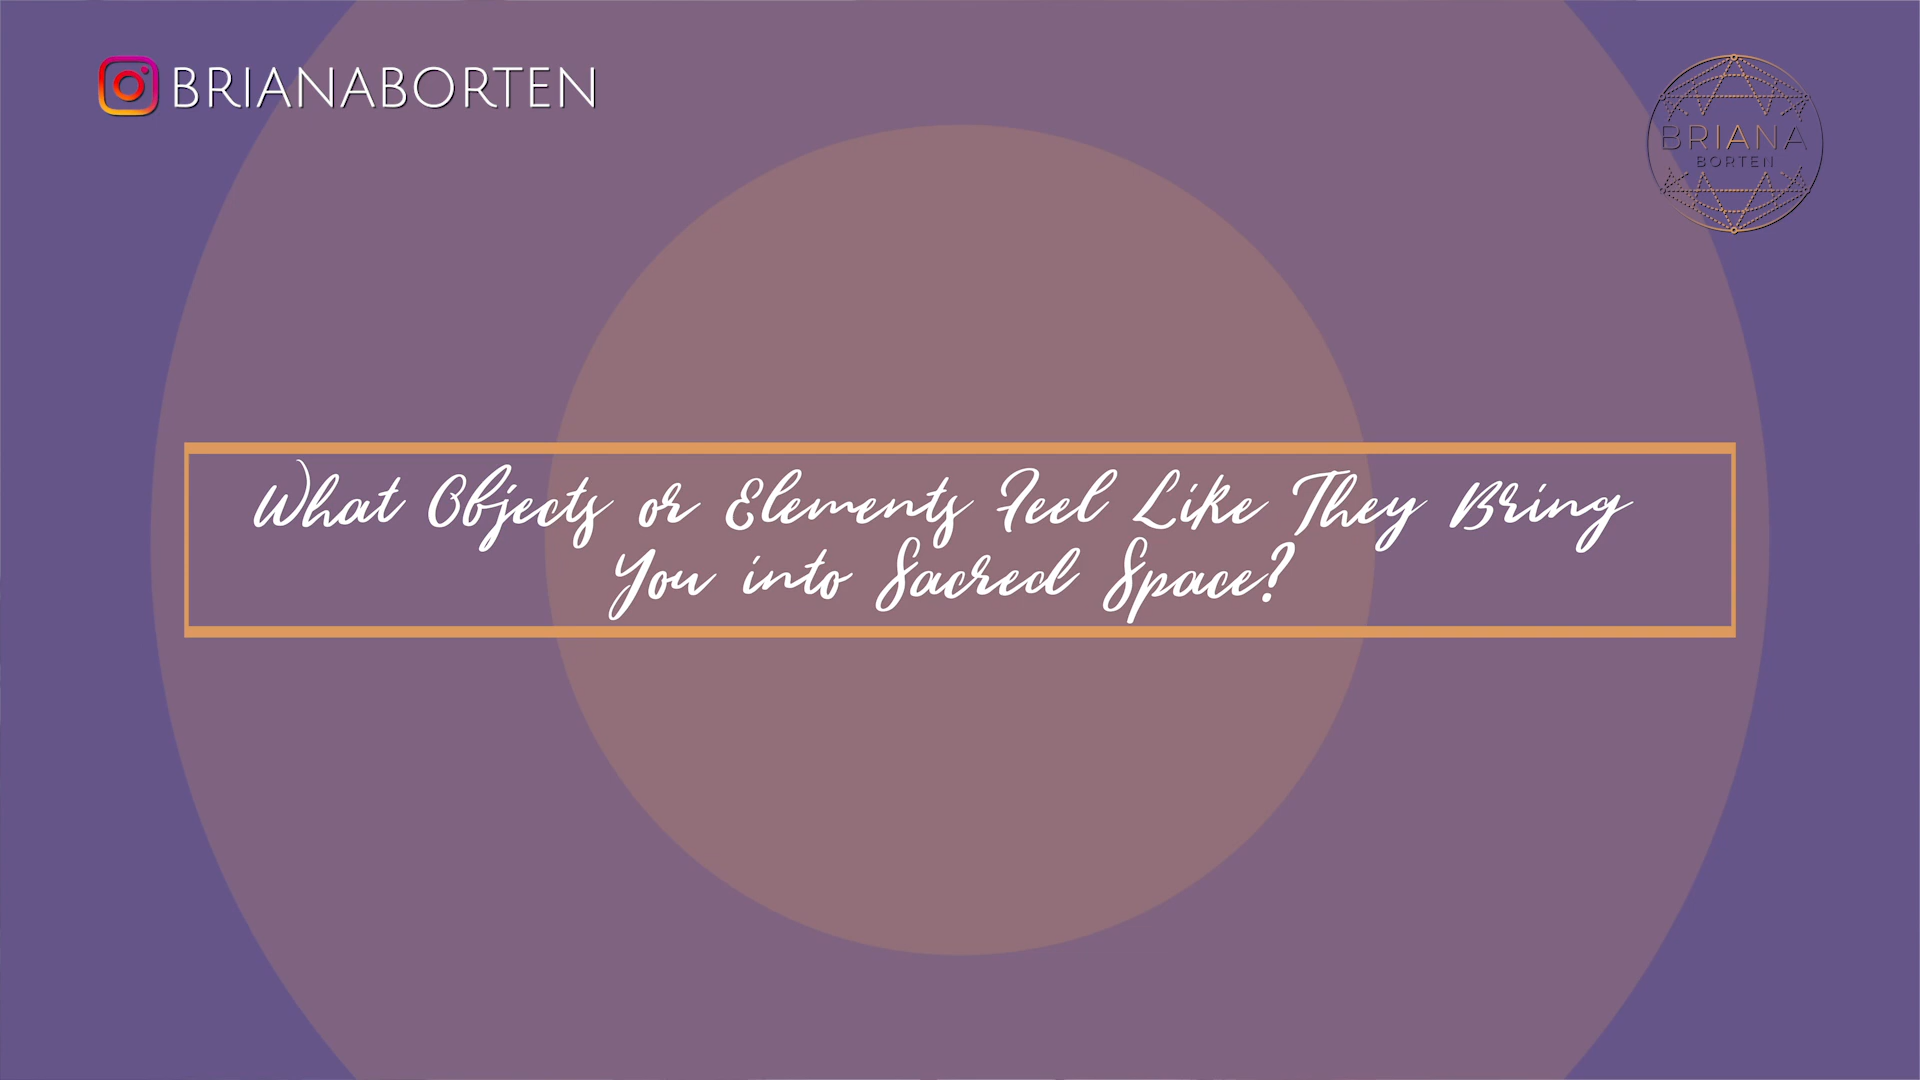 BRIANABORTEN
BRIANA
BORTEN
What Objects or Elements Feel Like They Bring
You into Sacred Space?